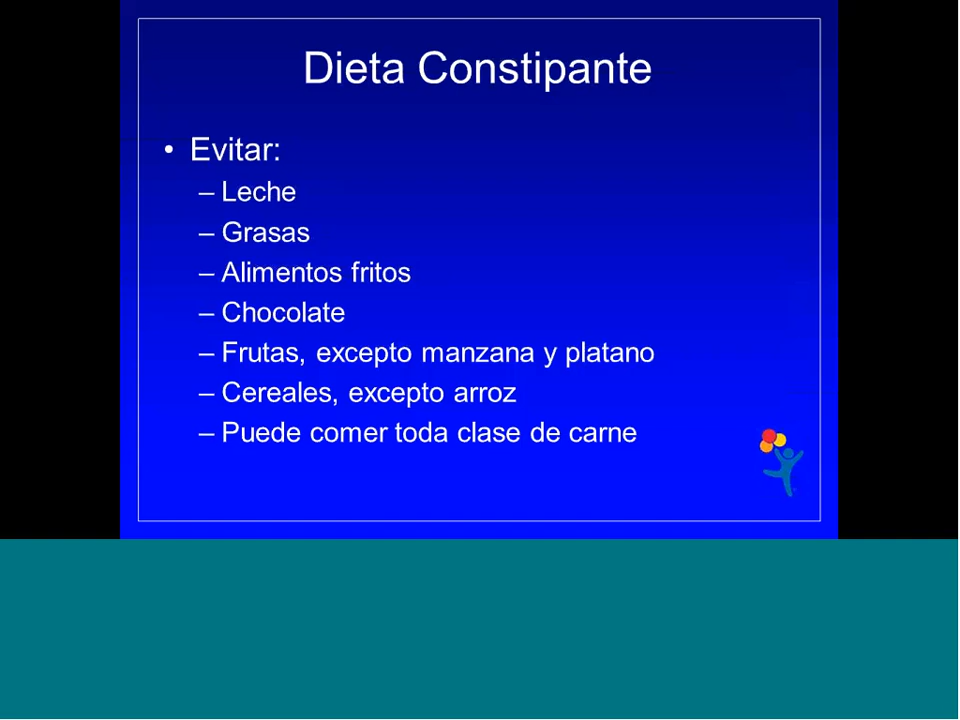 Dieta Constipante
• Evitar:
– Leche
– Grasas
– Alimentos fritos
– Chocolate
– Frutas, excepto manzana y platano
– Cereales, excepto arroz
– Puede comer toda clase de carne